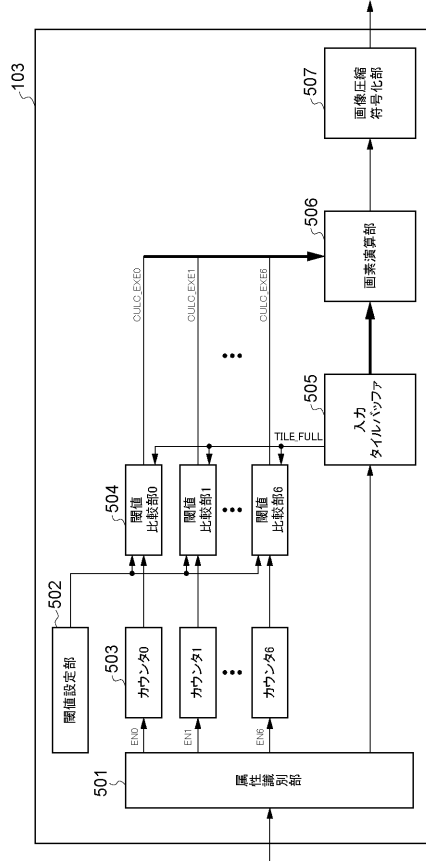 103
501
属性識別部
502
閾値設定部
EN0
EN1
EN6
503
カウンタ0
カウンタ1
カウンタ6
504
閾値
比較部0
閾値
比較部1
閾値
比較部6
TILE_FULL
CULC_EXE0
CULC_EXE1
CULC_EXE6
505
入力
タイルバッファ
506
画素演算部
507
画像圧縮
符号化部